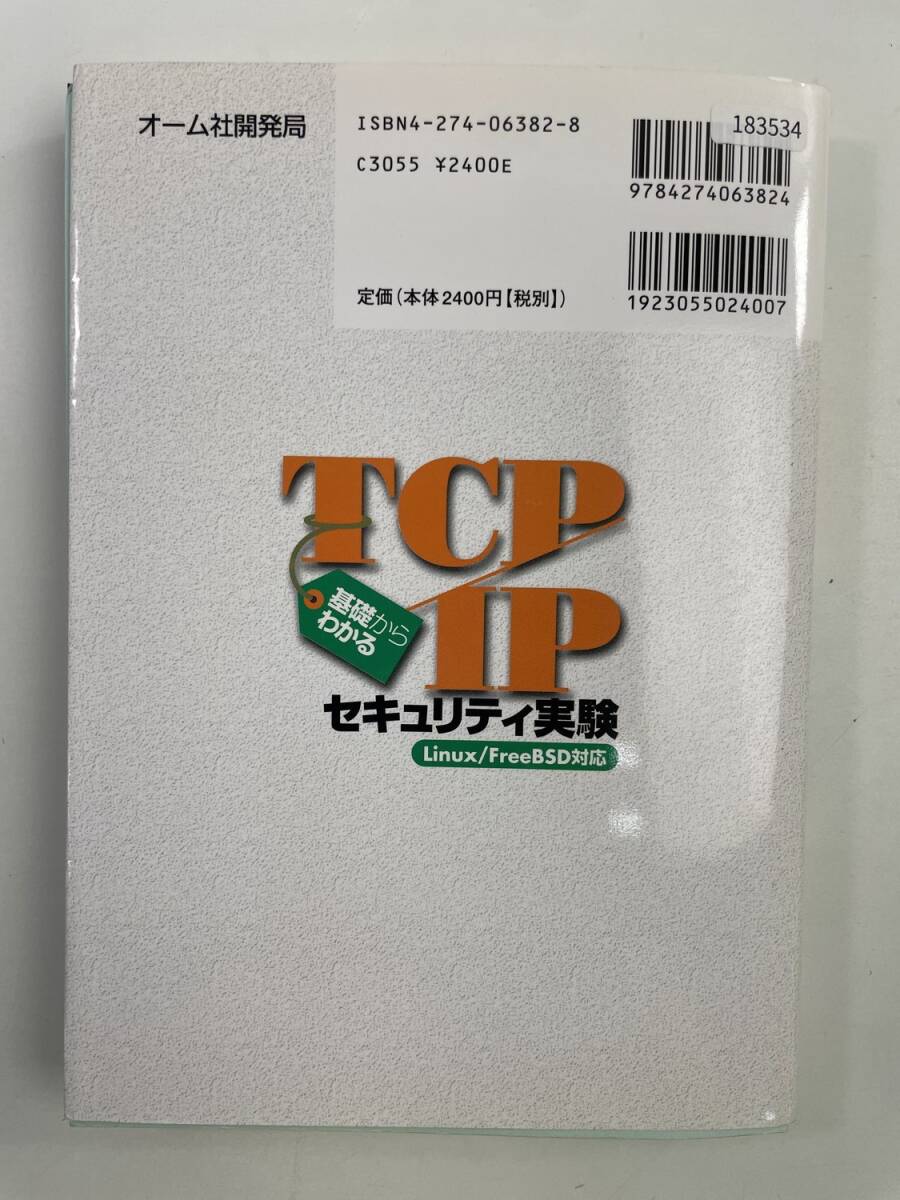 オーム社開発局
ISBN4-274-06382-8
C3055 ¥2400E
定価（本体2400円【税別】）
183534
9784274063824
1923055024007
TCP/
IP
基礎から
わかる
セキュリティ実験
Linux/FreeBSD対応